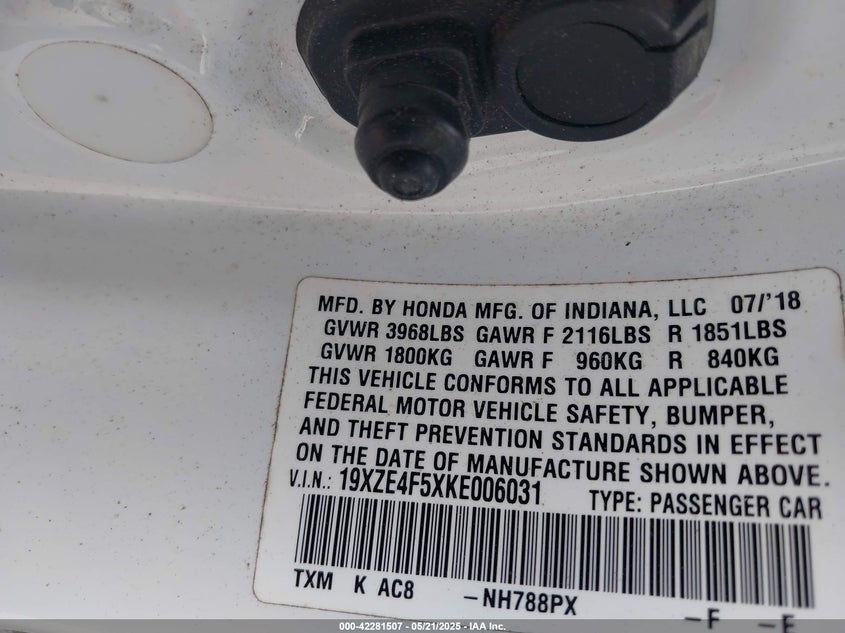 MFD. BY HONDA MFG. OF INDIANA, LLC 07/'18
GVWR 3968LBS GAWR F 2116LBS R 1851LBS
GVWR 1800KG GAWR F 960KG R 840KG
THIS VEHICLE CONFORMS TO ALL APPLICABLE
FEDERAL MOTOR VEHICLE SAFETY, BUMPER,
AND THEFT PREVENTION STANDARDS IN EFFECT
ON THE DATE OF MANUFACTURE SHOWN ABOVE.
V.I.N.: 19XZE4F5XKE006031 TYPE: PASSENGER CAR
TXM K AC8 -NH788PX -F -E
000-42281507 - 05/21/2025 - IAA Inc.